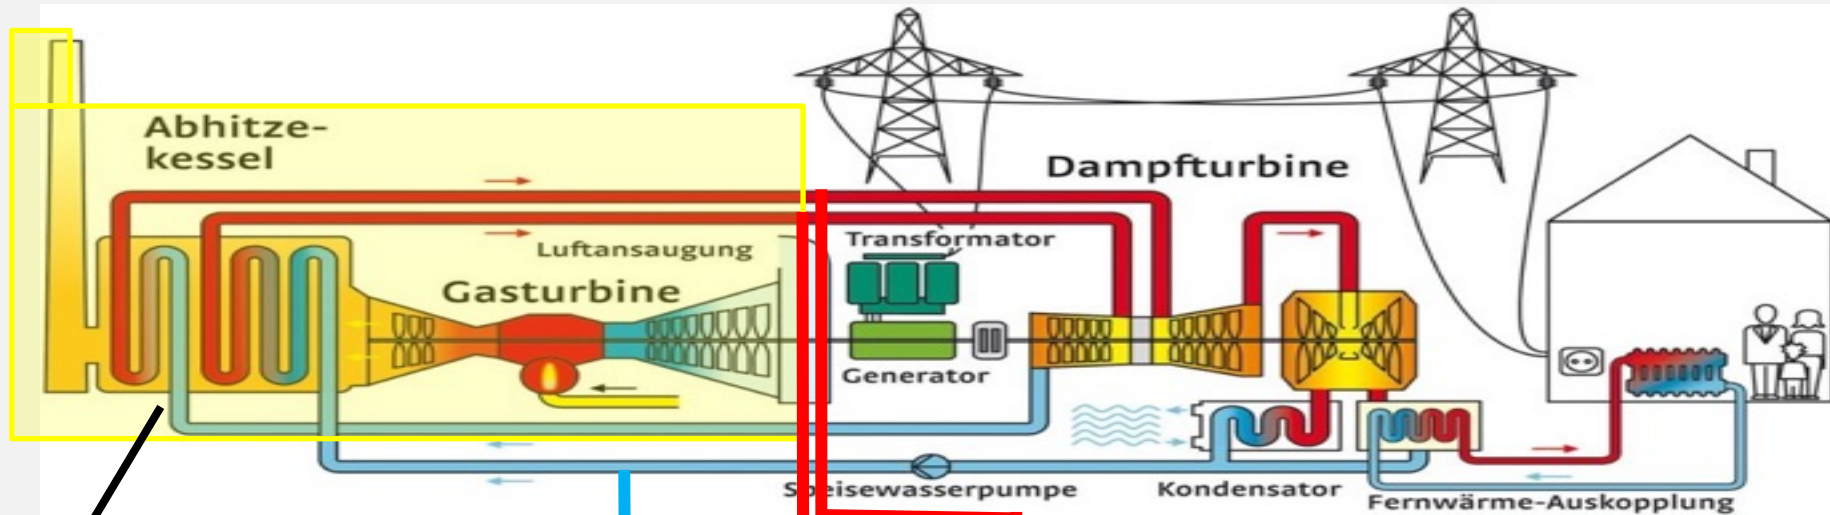 Abhitze-
kessel
Dampfturbine
Luftansaugung
Transformator
Gasturbine
Generator
Speisewasserpumpe
Kondensator
Fernwärme-Auskopplung